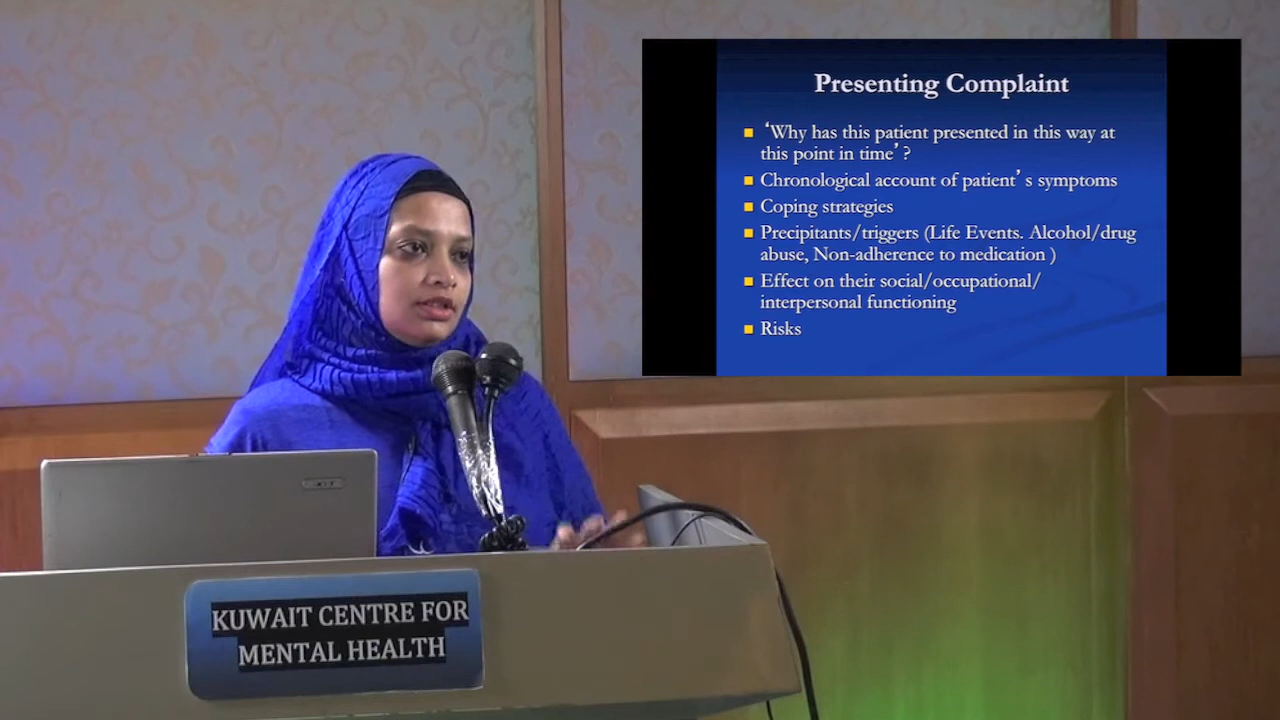 Presenting Complaint
‘Why has this patient presented in this way at
this point in time’ ?
Chronological account of patient’ s symptoms
Coping strategies
Precipitants/triggers (Life Events. Alcohol/drug
abuse, Non-adherence to medication )
Effect on their social/occupational/
interpersonal functioning
Risks
KUWAIT CENTRE FOR
MENTAL HEALTH